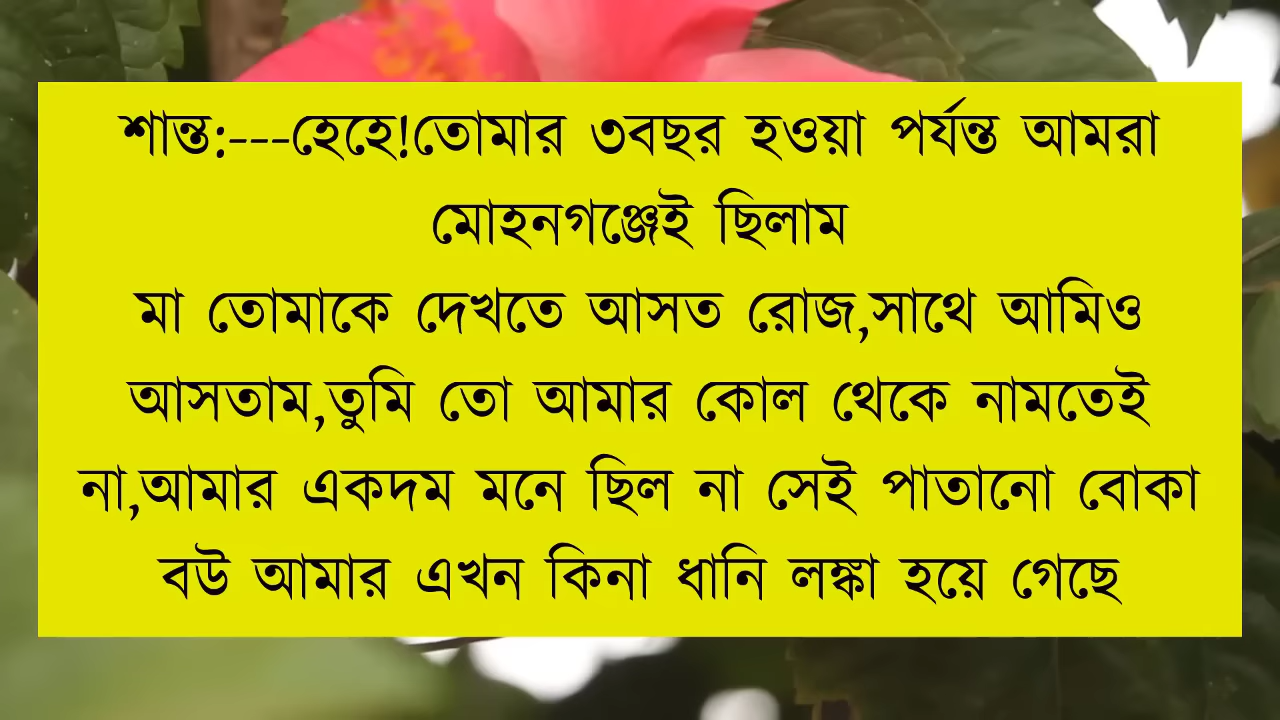 শান্ত:---হেহে!তোমার ৩বছর হওয়া পর্যন্ত আমরা
মোহনগঞ্জেই ছিলাম
মা তোমাকে দেখতে আসত রোজ,সাথে আমিও
আসতাম,তুমি তো আমার কোল থেকে নামতেই
না,আমার একদম মনে ছিল না সেই পাতানো বোকা
বউ আমার এখন কিনা ধানি লঙ্কা হয়ে গেছে